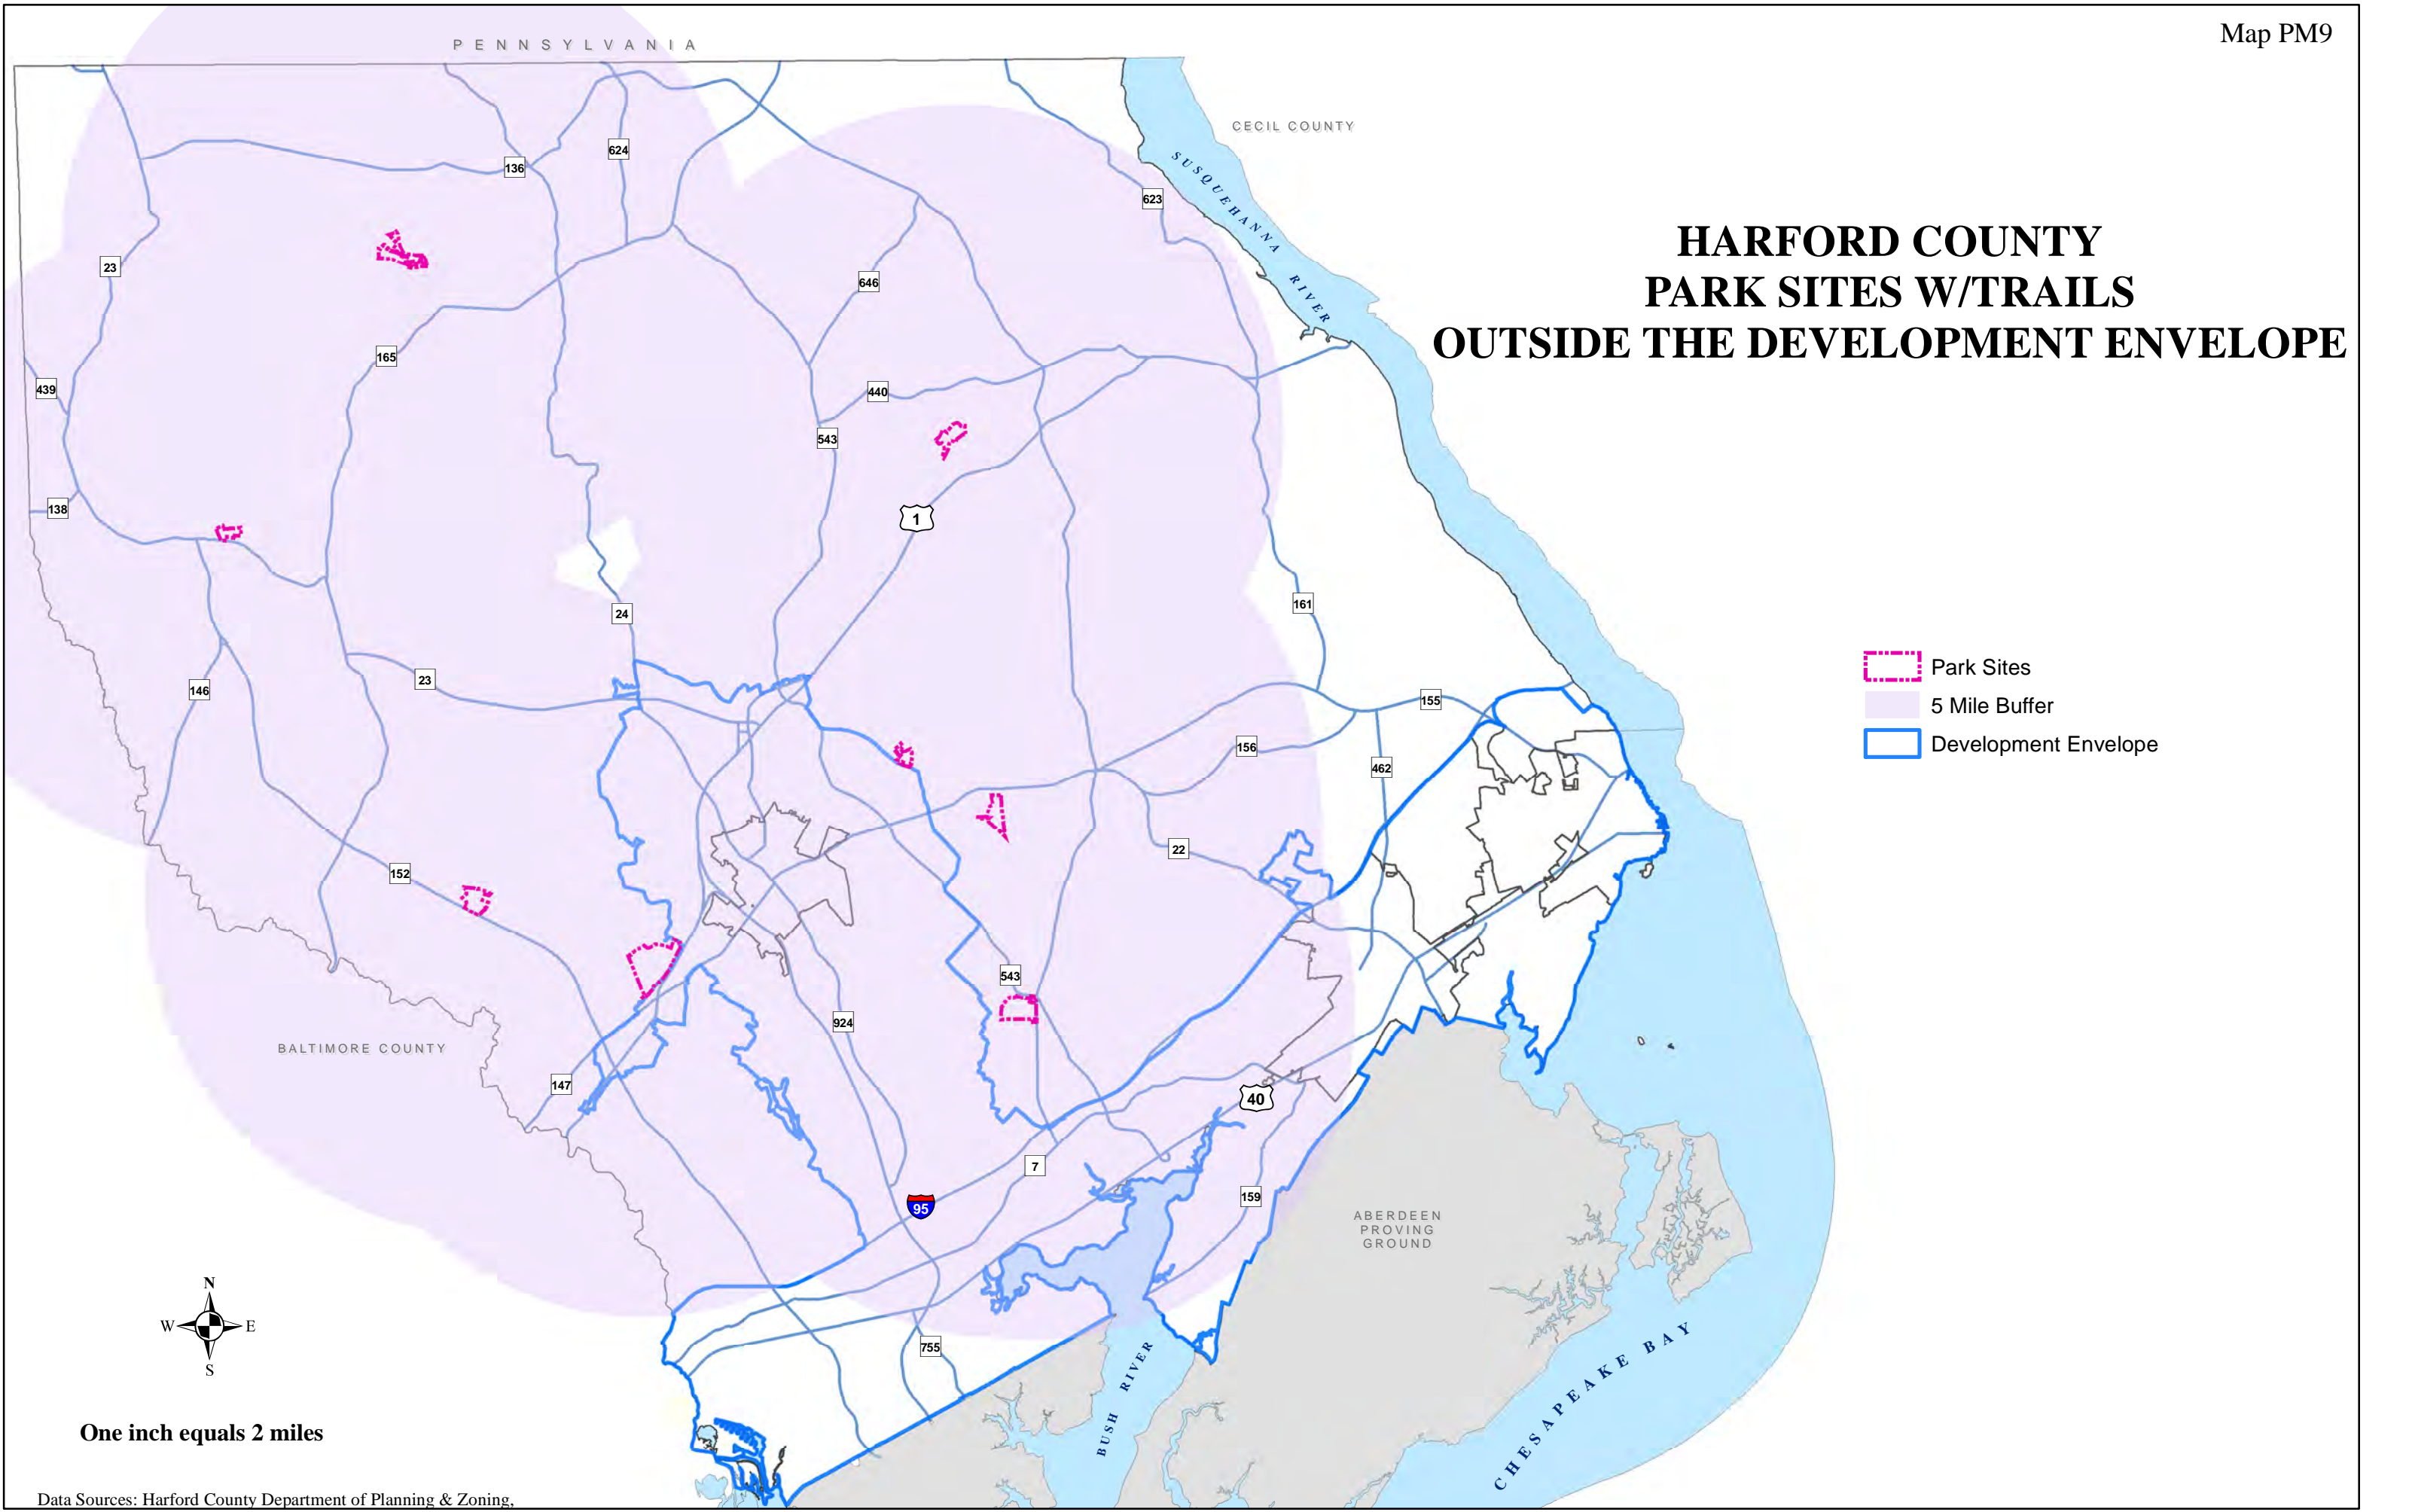 Map PM9
PENNSYLVANIA
CECIL COUNTY
SUSQUEHANNA RIVER
HARFORD COUNTY
PARK SITES W/TRAILS
OUTSIDE THE DEVELOPMENT ENVELOPE
624
136
623
23
646
165
439
440
543
138
1
161
24
23
146
155
156
462
22
152
543
924
147
40
7
159
95
755
Park Sites
5 Mile Buffer
Development Envelope
BALTIMORE COUNTY
ABERDEEN
PROVING
GROUND
BUSH RIVER
CHESAPEAKE BAY
N
W E
S
One inch equals 2 miles
Data Sources: Harford County Department of Planning & Zoning,